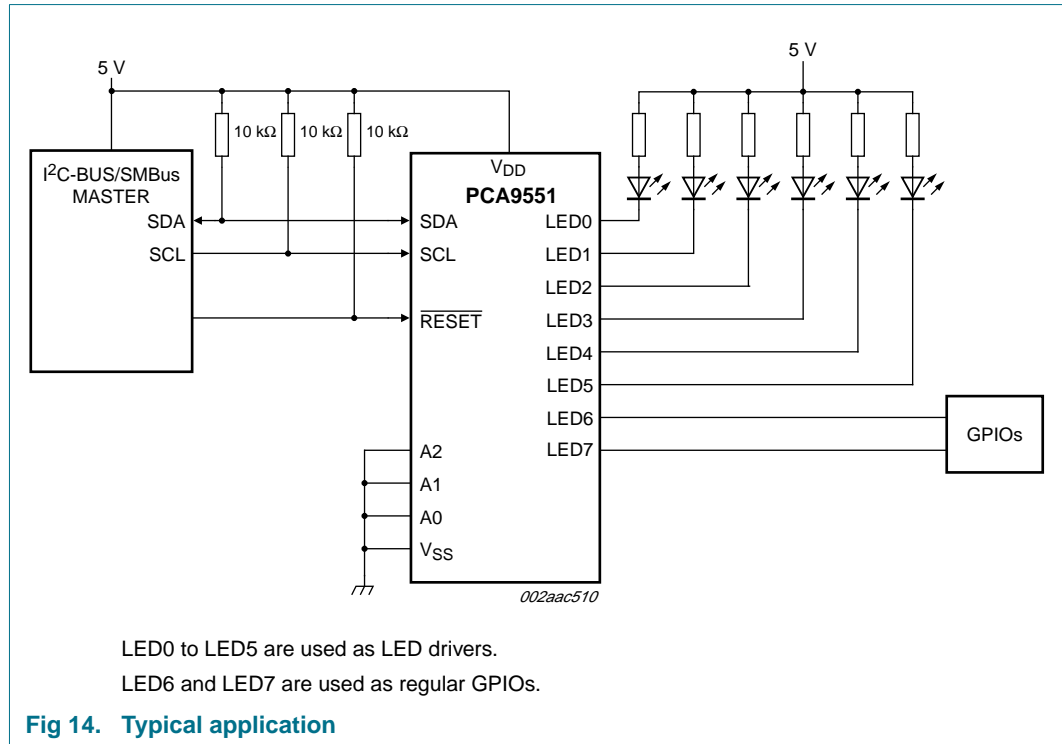 5 V
5 V
10 kΩ
10 kΩ
10 kΩ
I²C-BUS/SMBus
MASTER
SDA
SCL
V_DD
PCA9551
SDA
SCL
RESET
A2
A1
A0
V_SS
LED0
LED1
LED2
LED3
LED4
LED5
LED6
LED7
GPIOs
002aac510
LED0 to LED5 are used as LED drivers.
LED6 and LED7 are used as regular GPIOs.
Fig 14. Typical application